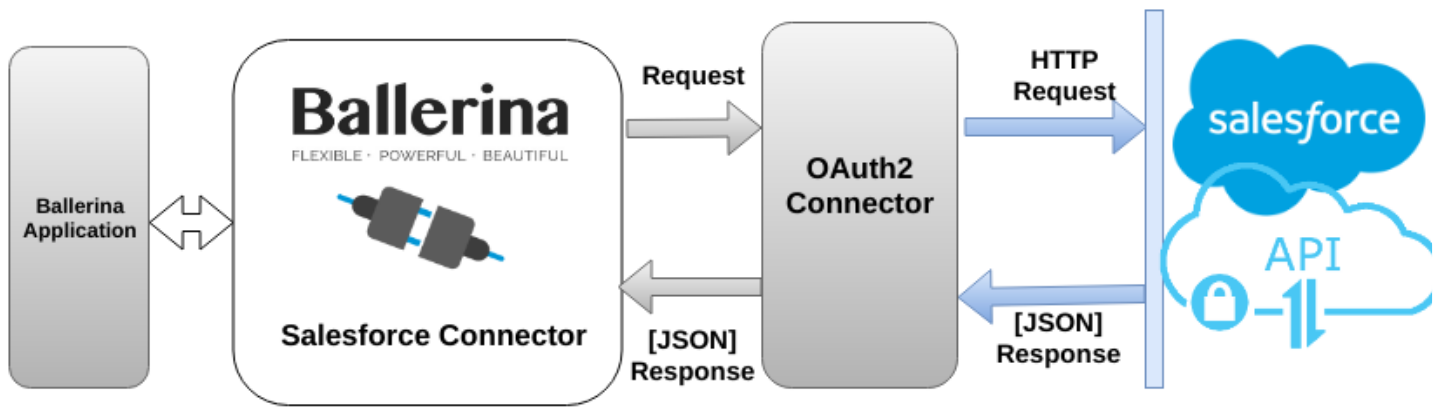 Ballerina
Application
Ballerina
FLEXIBLE · POWERFUL · BEAUTIFUL
Salesforce Connector
Request
[JSON]
Response
OAuth2
Connector
HTTP
Request
[JSON]
Response
salesforce
API